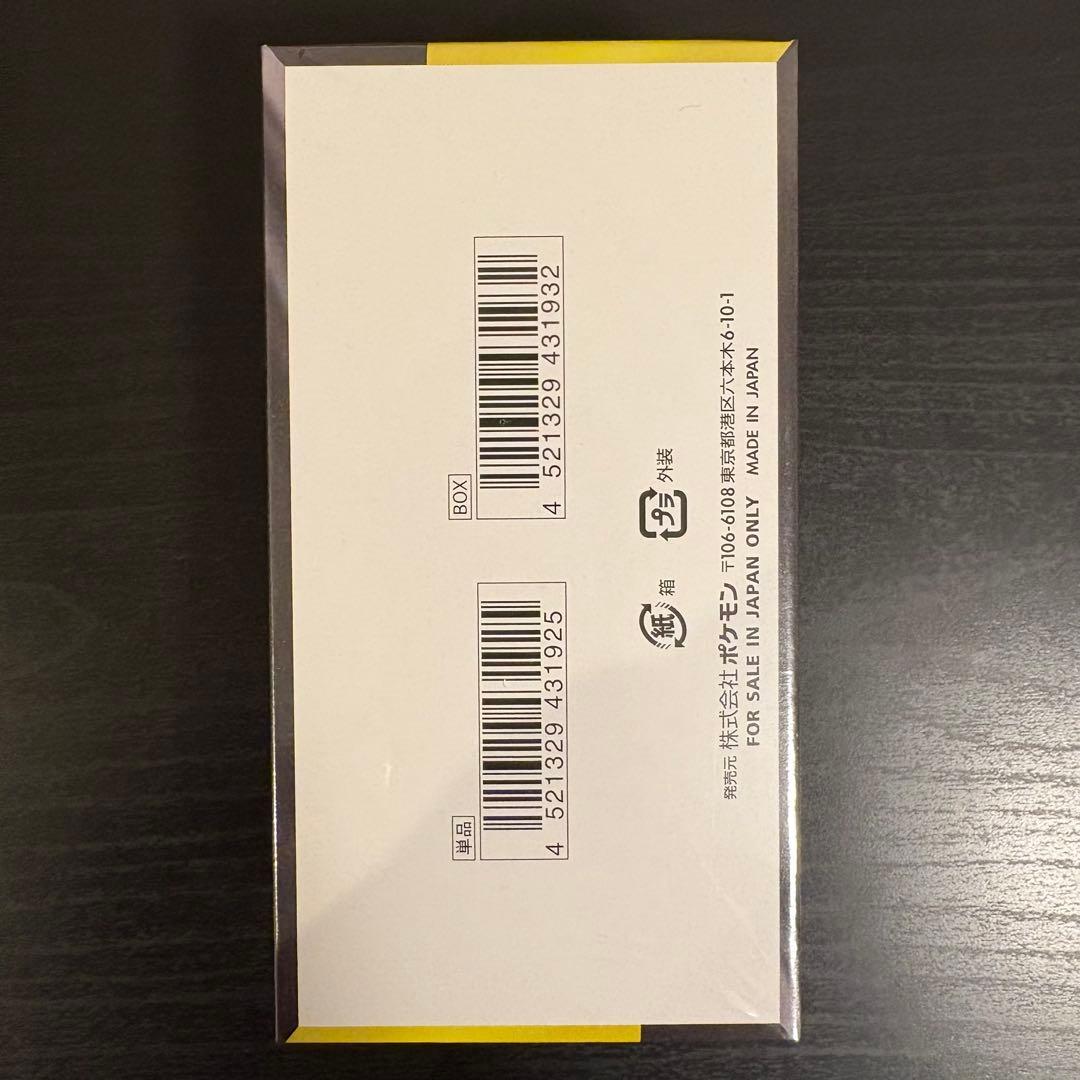 単品
4 521329 431925
BOX
4 521329 431932
紙 箱
プラ 外装
発売元 株式会社 ポケモン 〒106-6108 東京都港区六本木6-10-1
FOR SALE IN JAPAN ONLY MADE IN JAPAN